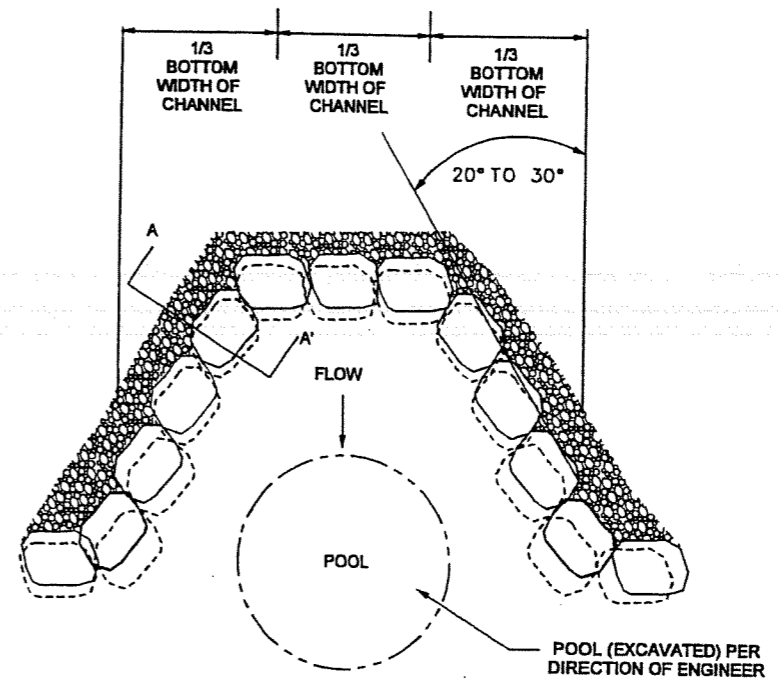 1/3
BOTTOM
WIDTH OF
CHANNEL
1/3
BOTTOM
WIDTH OF
CHANNEL
1/3
BOTTOM
WIDTH OF
CHANNEL
20° TO 30°
A
A'
FLOW
POOL
POOL (EXCAVATED) PER
DIRECTION OF ENGINEER